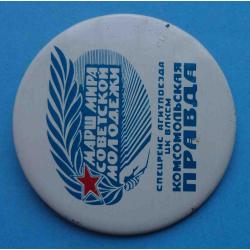 МАРШ МИРА
СОВЕТСКОЙ
МОЛОДЕЖИ
СПЕЦРЕЙС АГИТПОЕЗДА
ЦК ВЛКСМ
КОМСОМОЛЬСКАЯ
ПРАВДА